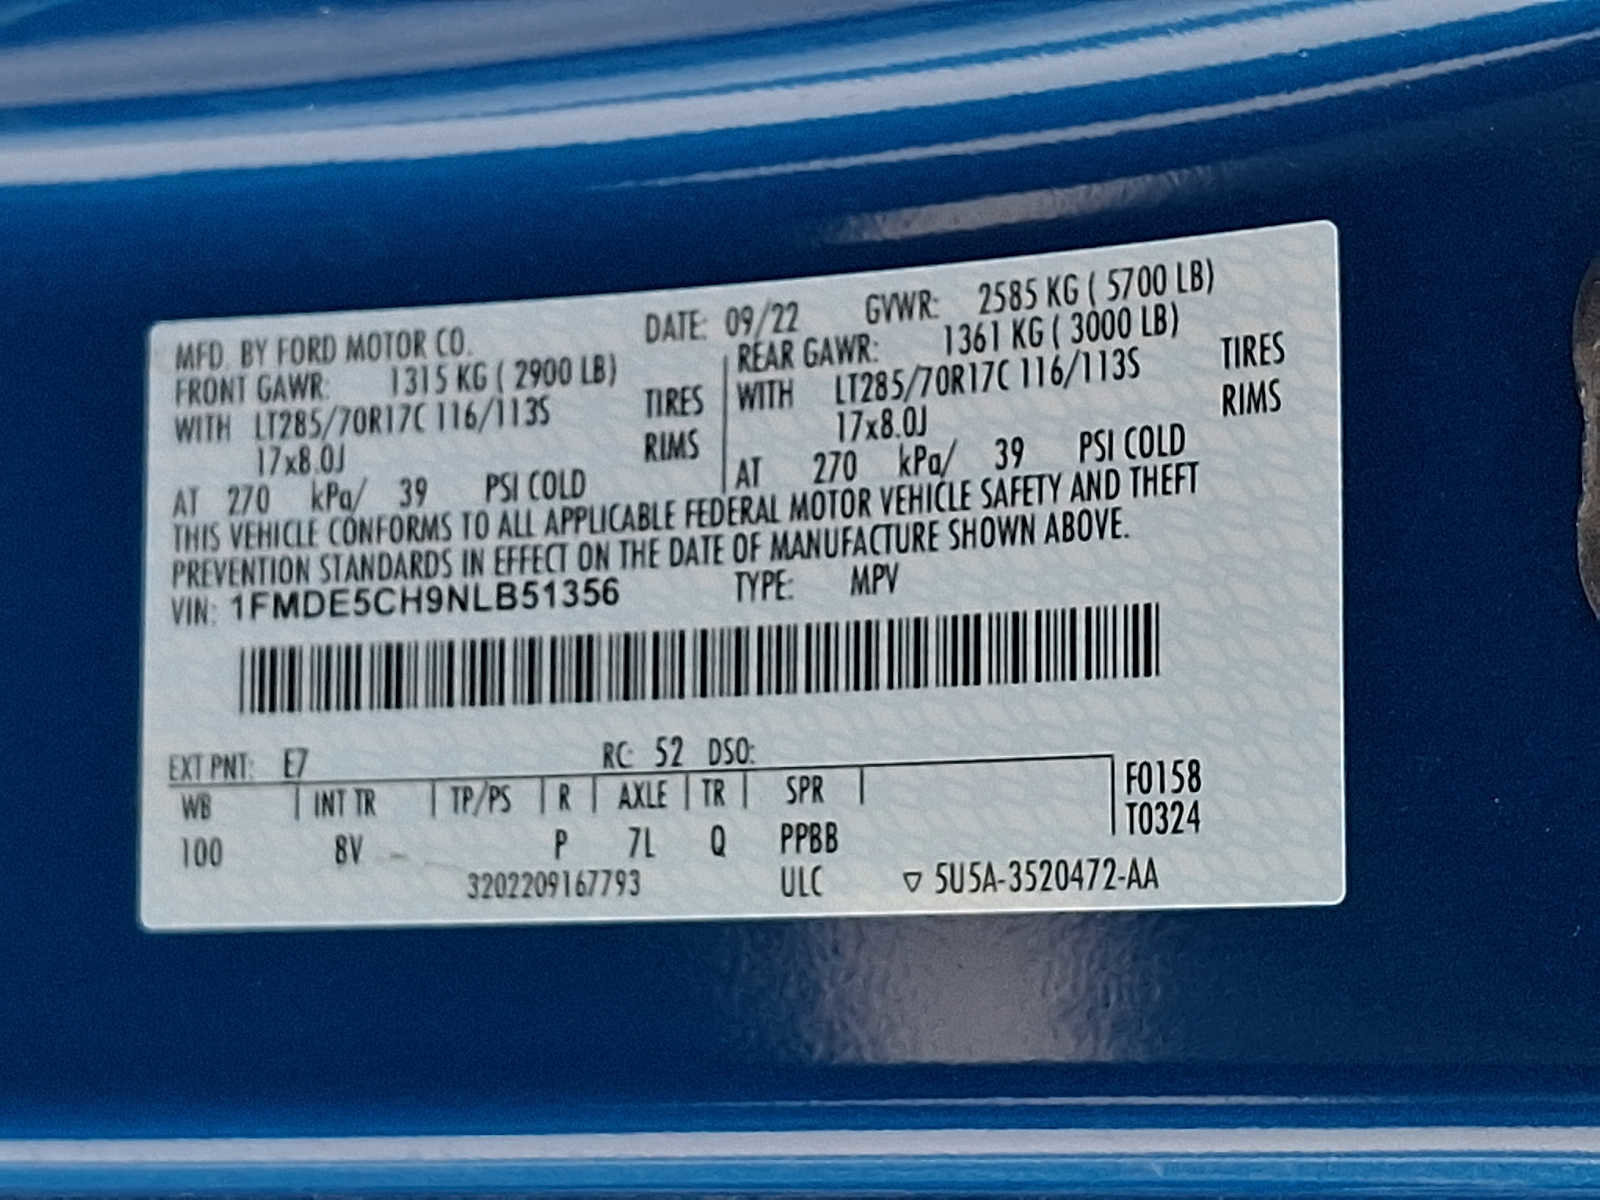 MFD. BY FORD MOTOR CO. DATE: 09/22 GVWR: 2585 KG ( 5700 LB)
FRONT GAWR: 1315 KG ( 2900 LB) REAR GAWR: 1361 KG ( 3000 LB)
WITH LT285/70R17C 116/113S TIRES WITH LT285/70R17C 116/113S TIRES
17x8.0J RIMS 17x8.0J RIMS
AT 270 kPa/ 39 PSI COLD AT 270 kPa/ 39 PSI COLD
THIS VEHICLE CONFORMS TO ALL APPLICABLE FEDERAL MOTOR VEHICLE SAFETY AND THEFT
PREVENTION STANDARDS IN EFFECT ON THE DATE OF MANUFACTURE SHOWN ABOVE.
VIN: 1FMDE5CH9NLB51356 TYPE: MPV
EXT PNT: E7 RC: 52 DSO:
WB INT TR TP/PS R AXLE TR SPR F0158
T0324
100 8V P 7L Q PPBB
3202209167793 ULC ▽ 5U5A-3520472-AA